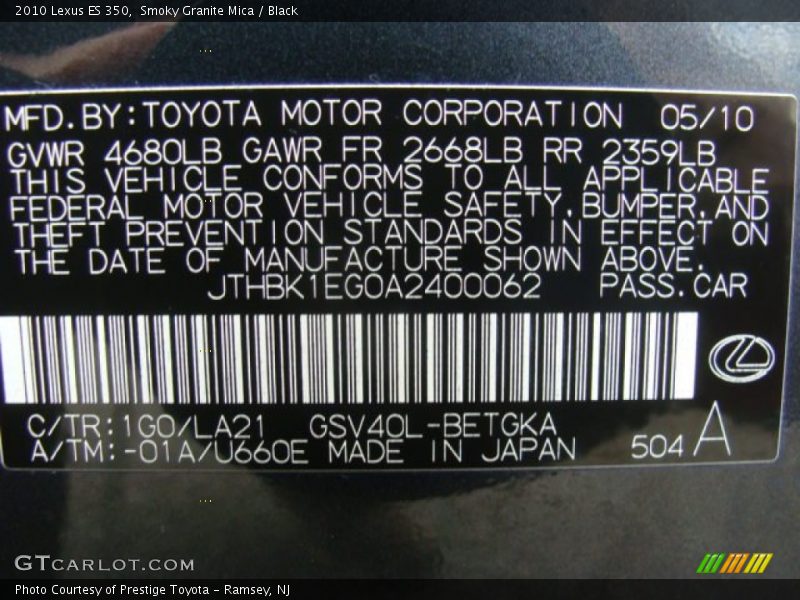 2010 Lexus ES 350, Smoky Granite Mica / Black
MFD.BY:TOYOTA MOTOR CORPORATION 05/10
GVWR 4680LB GAWR FR 2668LB RR 2359LB
THIS VEHICLE CONFORMS TO ALL APPLICABLE
FEDERAL MOTOR VEHICLE SAFETY,BUMPER,AND
THEFT PREVENTION STANDARDS IN EFFECT ON
THE DATE OF MANUFACTURE SHOWN ABOVE.
JTHBK1EG0A2400062 PASS.CAR
C/TR:1G0/LA21 GSV40L-BETGKA
A/TM:-01A/U660E MADE IN JAPAN 504 A
GTCARLOT.COM
Photo Courtesy of Prestige Toyota - Ramsey, NJ